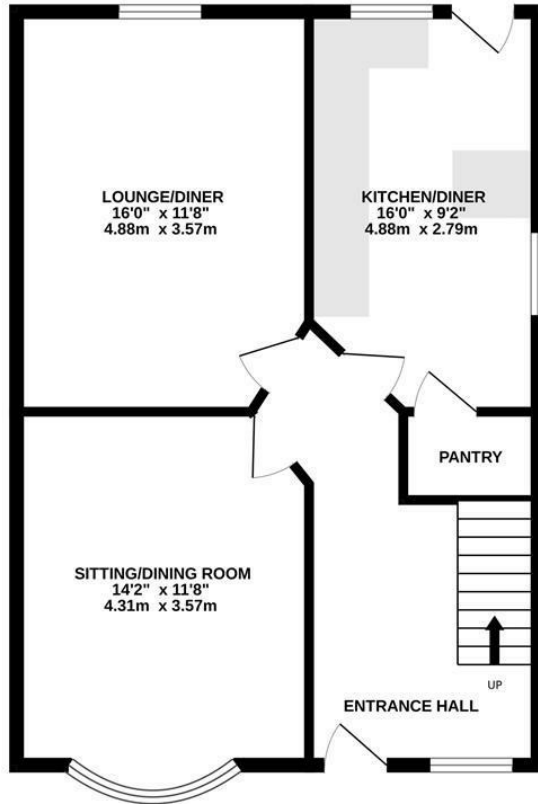 LOUNGE/DINER
16'0" x 11'8"
4.88m x 3.57m
KITCHEN/DINER
16'0" x 9'2"
4.88m x 2.79m
PANTRY
SITTING/DINING ROOM
14'2" x 11'8"
4.31m x 3.57m
UP
ENTRANCE HALL